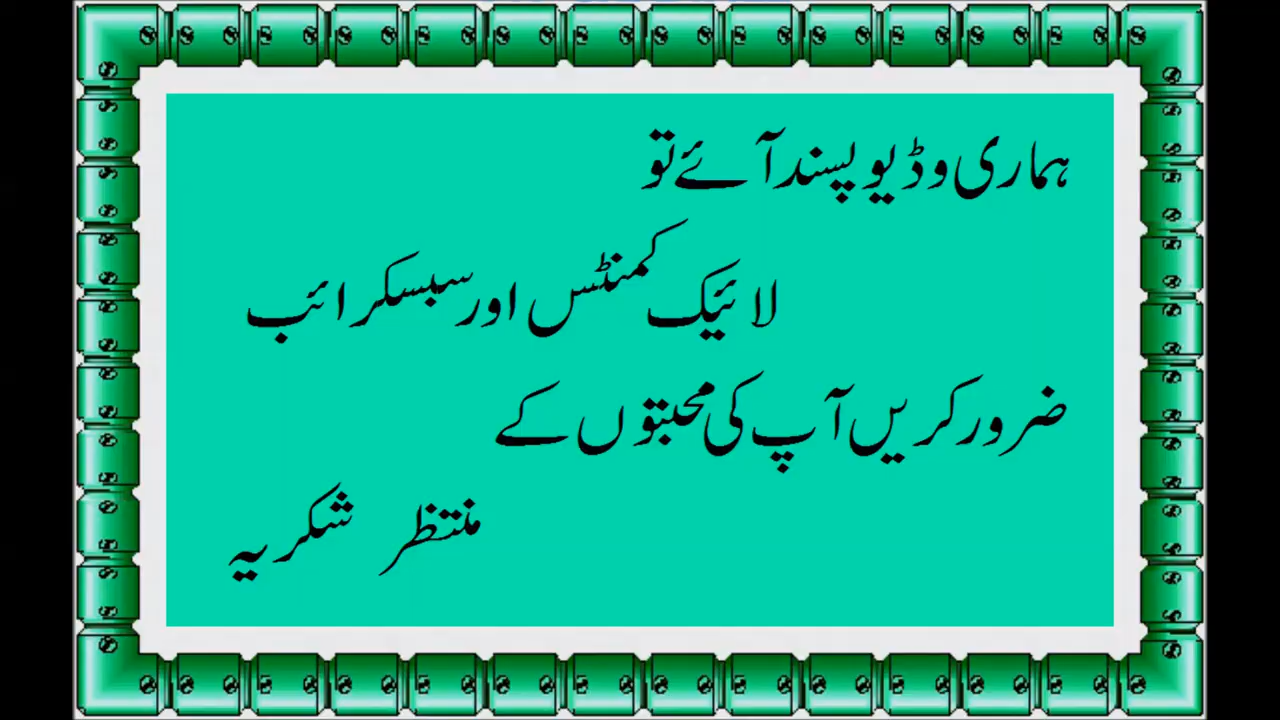 ہماری وڈیو پسند آئے تو
لائیک کمنٹس اور سبسکرائب
ضرور کریں آپ کی محبتوں کے
منتظر شکریہ